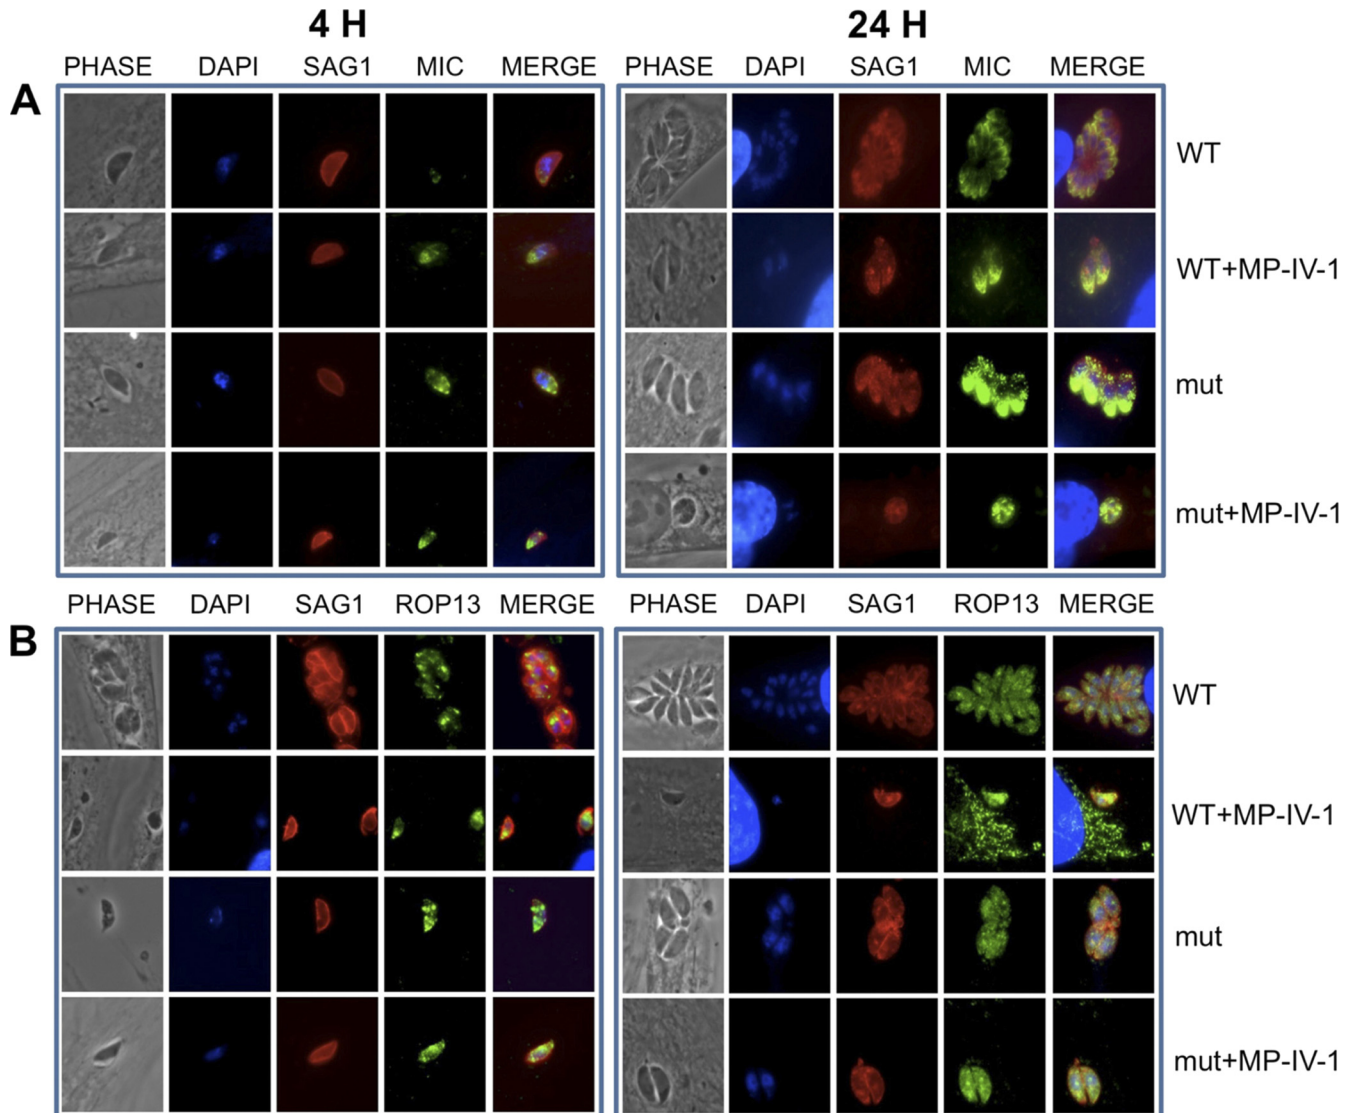 4 H 24 H
PHASE DAPI SAG1 MIC MERGE PHASE DAPI SAG1 MIC MERGE
A
WT
WT+MP-IV-1
mut
mut+MP-IV-1
PHASE DAPI SAG1 ROP13 MERGE PHASE DAPI SAG1 ROP13 MERGE
B
WT
WT+MP-IV-1
mut
mut+MP-IV-1